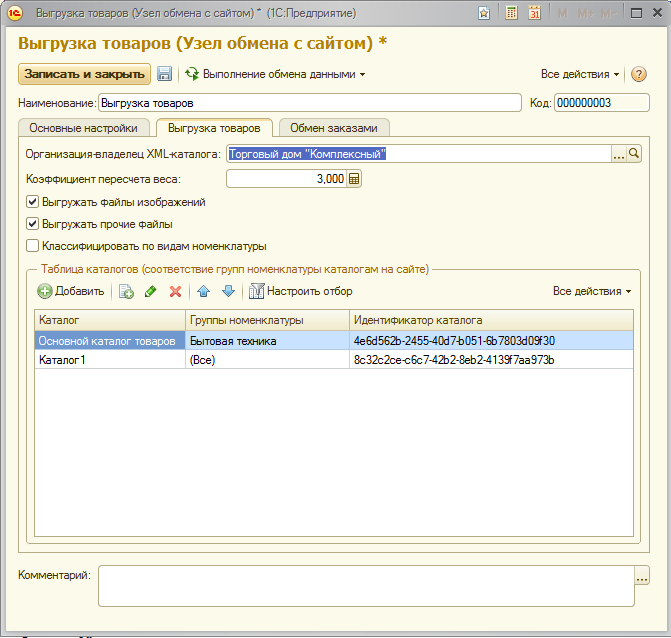 Выгрузка товаров (Узел обмена с сайтом) * (1С:Предприятие)
M M+ M-
Выгрузка товаров (Узел обмена с сайтом) *
Записать и закрыть Выполнение обмена данными Все действия
Наименование: Выгрузка товаров Код: 000000003
Основные настройки Выгрузка товаров Обмен заказами
Организация-владелец XML-каталога: Торговый дом "Комплексный" ...
Коэффициент пересчета веса: 3,000
Выгружать файлы изображений
Выгружать прочие файлы
Классифицировать по видам номенклатуры
Таблица каталогов (соответствие групп номенклатуры каталогам на сайте)
Добавить Настроить отбор Все действия
Каталог Группы номенклатуры Идентификатор каталога
Основной каталог товаров Бытовая техника 4e6d562b-2455-40d7-b051-6b7803d09f30
Каталог1 (Все) 8c32c2ce-c6c7-42b2-8eb2-4139f7aa973b
Комментарий: ...